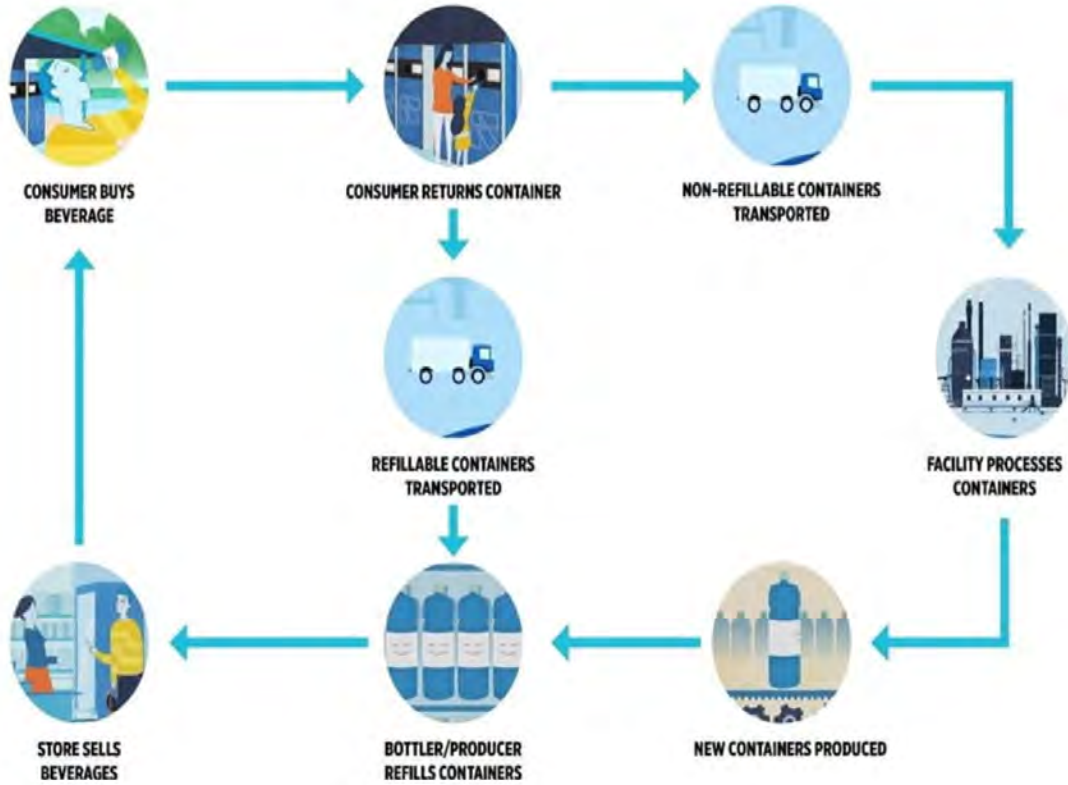 CONSUMER BUYS
BEVERAGE
CONSUMER RETURNS CONTAINER
NON-REFILLABLE CONTAINERS
TRANSPORTED
REFILLABLE CONTAINERS
TRANSPORTED
FACILITY PROCESSES
CONTAINERS
STORE SELLS
BEVERAGES
BOTTLER/PRODUCER
REFILLS CONTAINERS
NEW CONTAINERS PRODUCED